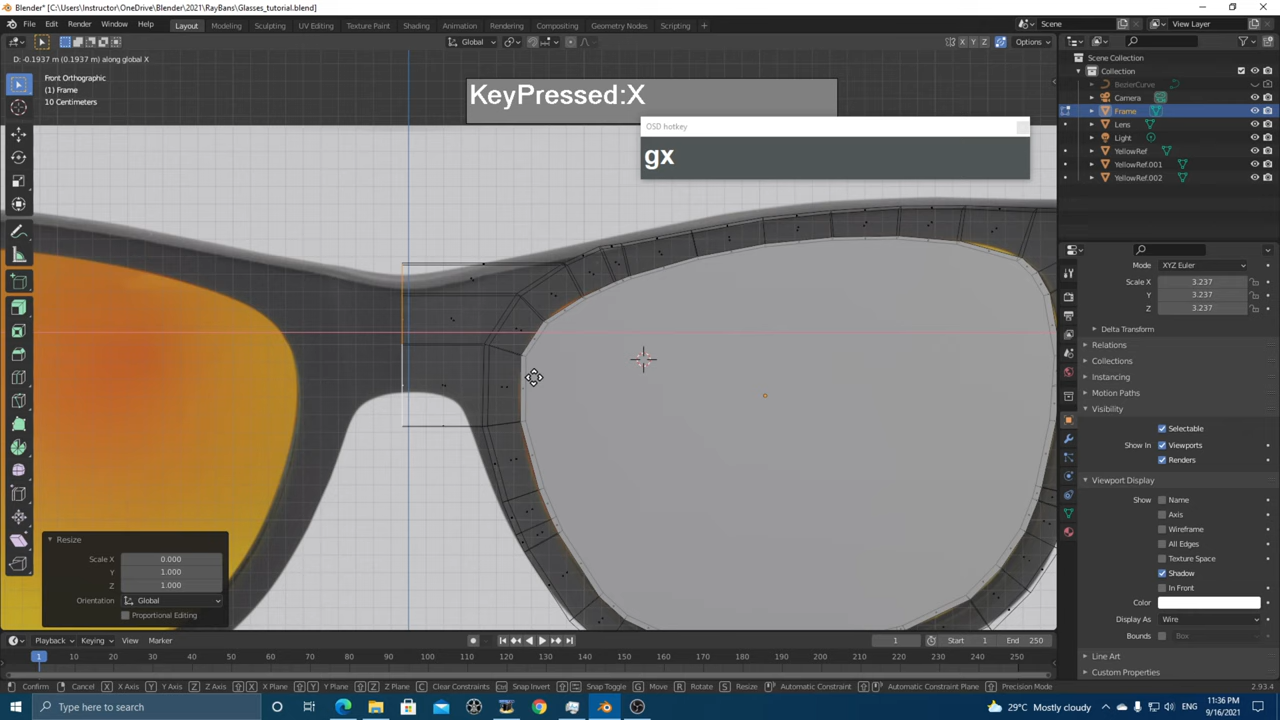 Blender* [C:\Users\Instructor\OneDrive\Blender\2021\RayBans\Glasses_tutorial.blend]
File Edit Render Window Help Layout Modeling Sculpting UV Editing Texture Paint Shading Animation Rendering Compositing Geometry Nodes Scripting + Scene View Layer
Global X Y Z Options
D: -0.1937 m (0.1937 m) along global X
Front Orthographic
(1) Frame
10 Centimeters
KeyPressed:X
OSD hotkey
gx
Scene Collection
Collection
BezierCurve
Camera
Frame
Lens
Light
YellowRef
YellowRef.001
YellowRef.002
Mode XYZ Euler
Scale X 3.237
Y 3.237
Z 3.237
Delta Transform
Relations
Collections
Instancing
Motion Paths
Visibility
Selectable
Show In Viewports
Renders
Viewport Display
Show Name
Axis
Wireframe
All Edges
Texture Space
Shadow
In Front
Color
Display As Wire
Bounds Box
Line Art
Custom Properties
Resize
Scale X 0.000
Y 1.000
Z 1.000
Orientation Global
Proportional Editing
Playback Keying View Marker 1 Start 1 End 250
1 10 20 30 40 50 60 70 80 90 100 110 120 130 140 150 160 170 180 190 200 210 220 230 240 250
Confirm Cancel X X Axis Y Y Axis Z Z Axis X X Plane Y Y Plane Z Z Plane C Clear Constraints Snap Invert Snap Toggle G Move R Rotate S Resize Automatic Constraint Automatic Constraint Plane Precision Mode 2.93.4
Type here to search 29°C Mostly cloudy 11:36 PM
9/16/2021